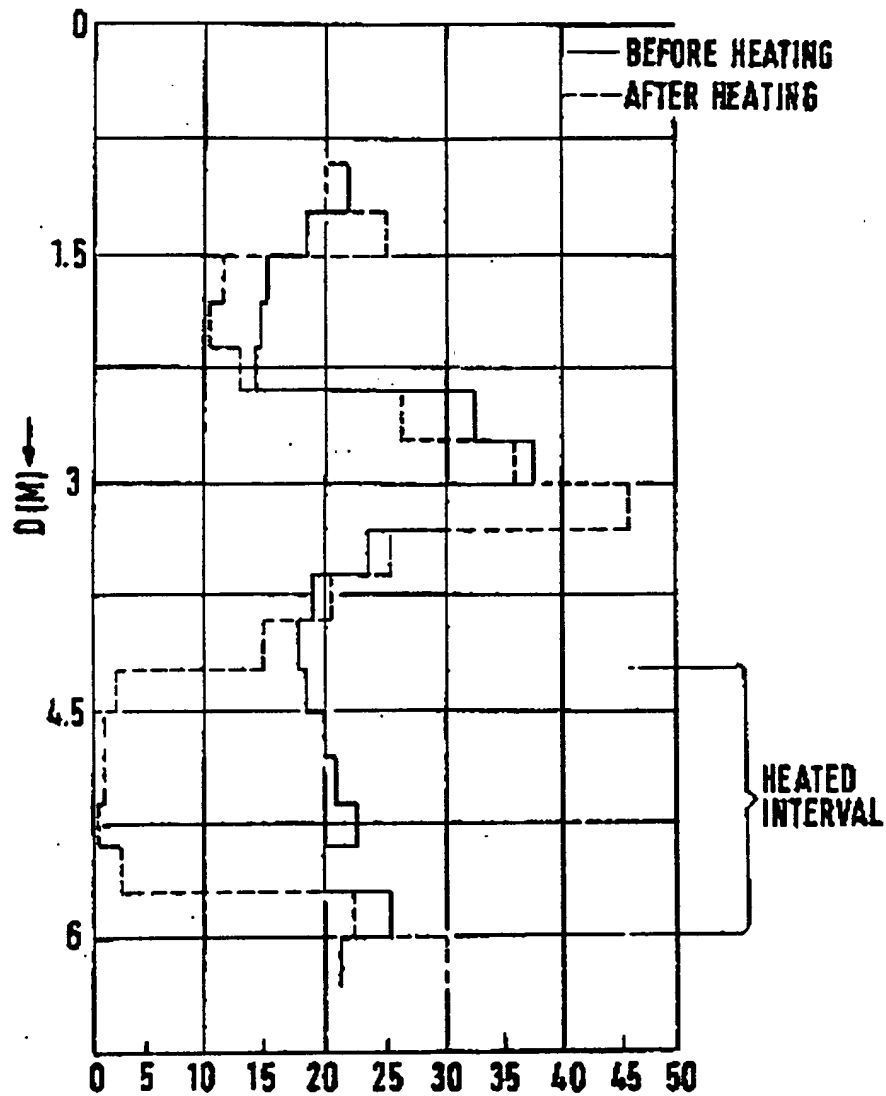 0
BEFORE HEATING
AFTER HEATING
1.5
D(M)
3
4.5
HEATED
INTERVAL
6
0 5 10 15 20 25 30 35 40 45 50